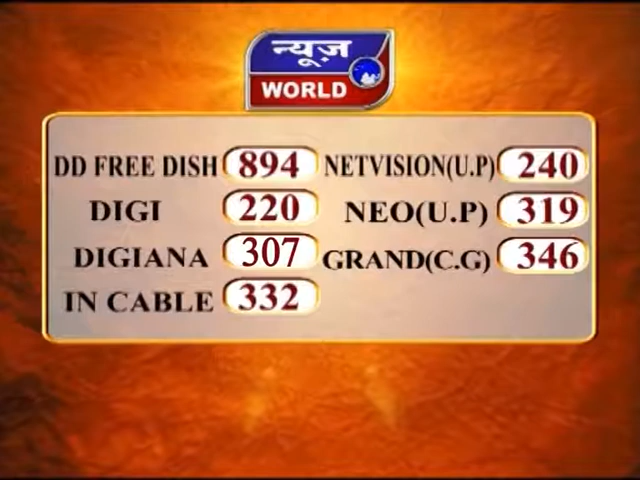 न्यूज़
WORLD
DD FREE DISH 894 NETVISION(U.P) 240
DIGI 220 NEO(U.P) 319
DIGIANA 307 GRAND(C.G) 346
IN CABLE 332